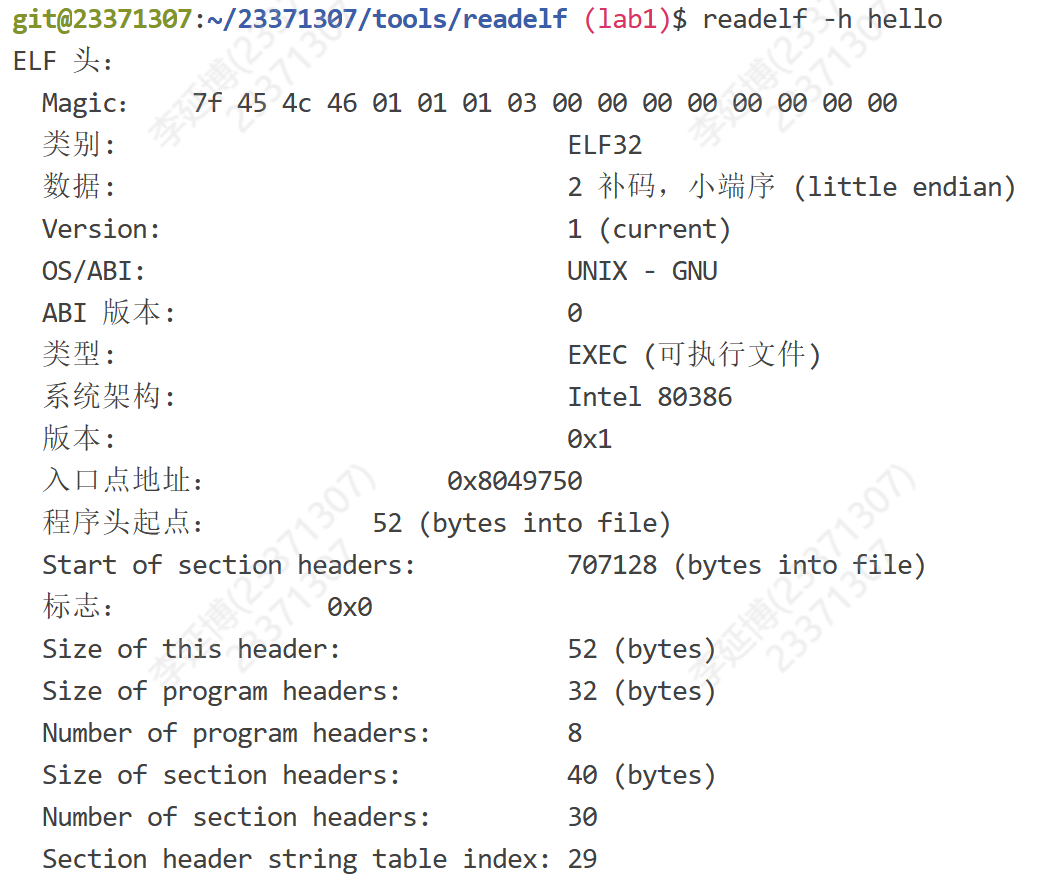 git@23371307:~/23371307/tools/readelf (lab1)$ readelf -h hello
ELF 头:
  Magic:    7f 45 4c 46 01 01 01 03 00 00 00 00 00 00 00 00
  类别:                              ELF32
  数据:                              2 补码，小端序 (little endian)
  Version:                           1 (current)
  OS/ABI:                            UNIX - GNU
  ABI 版本:                          0
  类型:                              EXEC (可执行文件)
  系统架构:                          Intel 80386
  版本:                              0x1
  入口点地址:                0x8049750
  程序头起点:           52 (bytes into file)
  Start of section headers:          707128 (bytes into file)
  标志:              0x0
  Size of this header:               52 (bytes)
  Size of program headers:           32 (bytes)
  Number of program headers:         8
  Size of section headers:           40 (bytes)
  Number of section headers:         30
  Section header string table index: 29
李延博(23371307)
23371307
李延博(23371307)
23371307
李延博(23371307)
23371307
李延博(23371307)
23371307